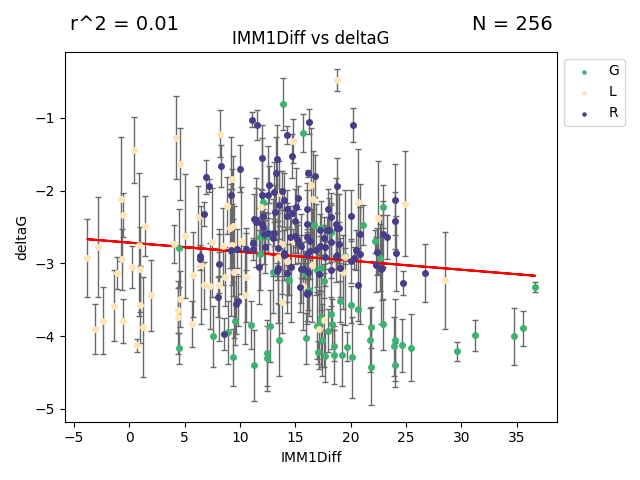 r^2 = 0.01
N = 256
IMM1Diff vs deltaG
G
L
R
deltaG
−1
−2
−3
−4
−5
−5
0
5
10
15
20
25
30
35
IMM1Diff